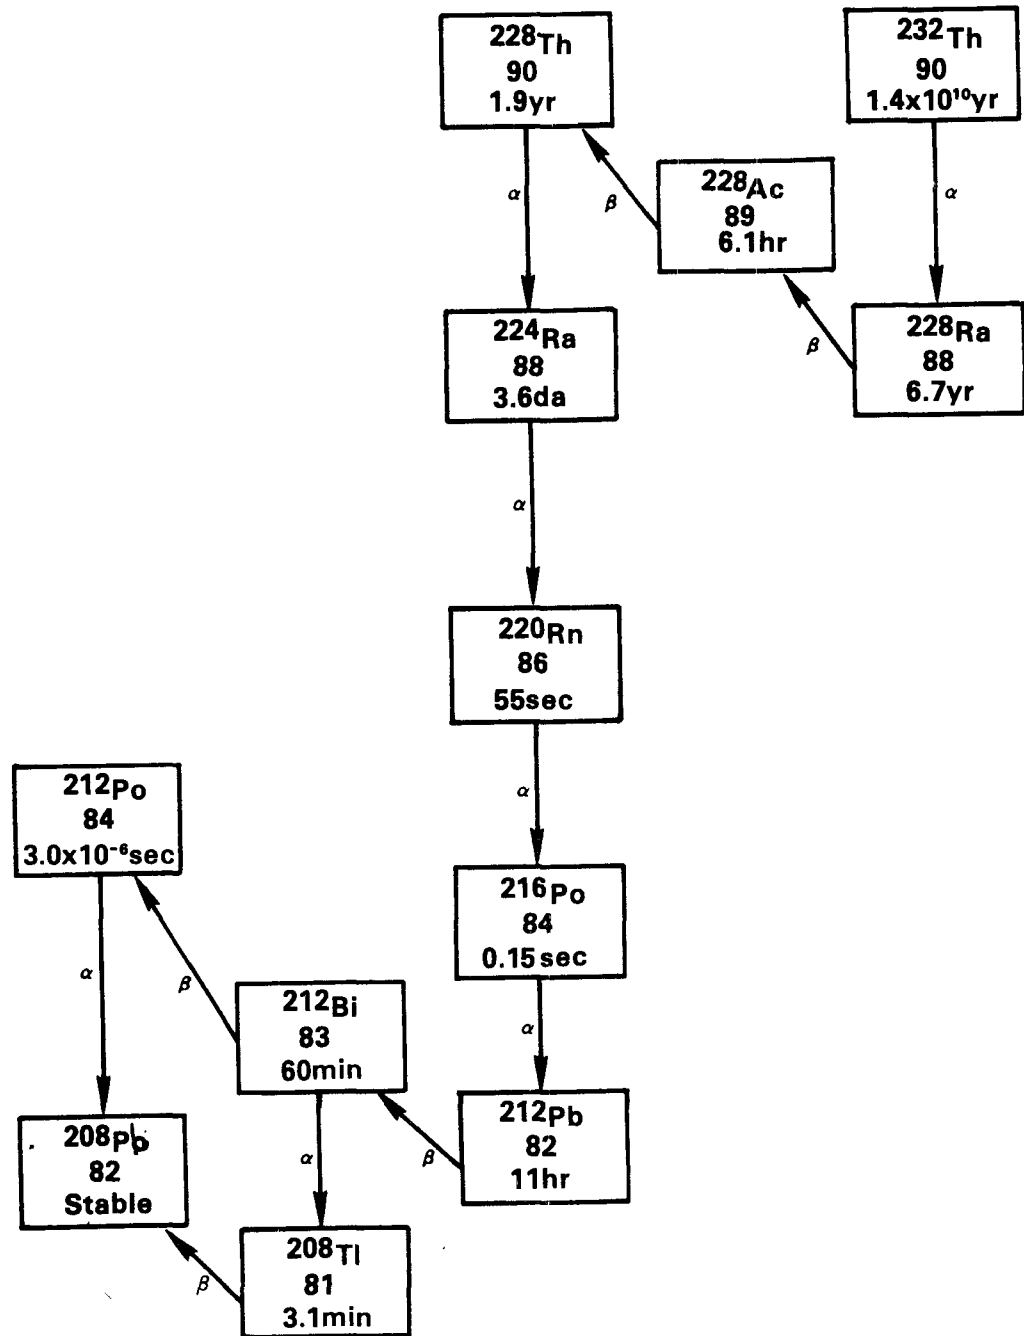 ²²⁸Th
90
1.9yr
²³²Th
90
1.4x10¹⁰yr
α
β
²²⁸Ac
89
6.1hr
α
β
²²⁸Ra
88
6.7yr
²²⁴Ra
88
3.6da
α
²²⁰Rn
86
55sec
α
²¹²Po
84
3.0x10⁻⁶sec
²¹⁶Po
84
0.15sec
α
β
²¹²Bi
83
60min
α
²¹²Pb
82
11hr
β
α
²⁰⁸Pb
82
Stable
β
²⁰⁸Tl
81
3.1min